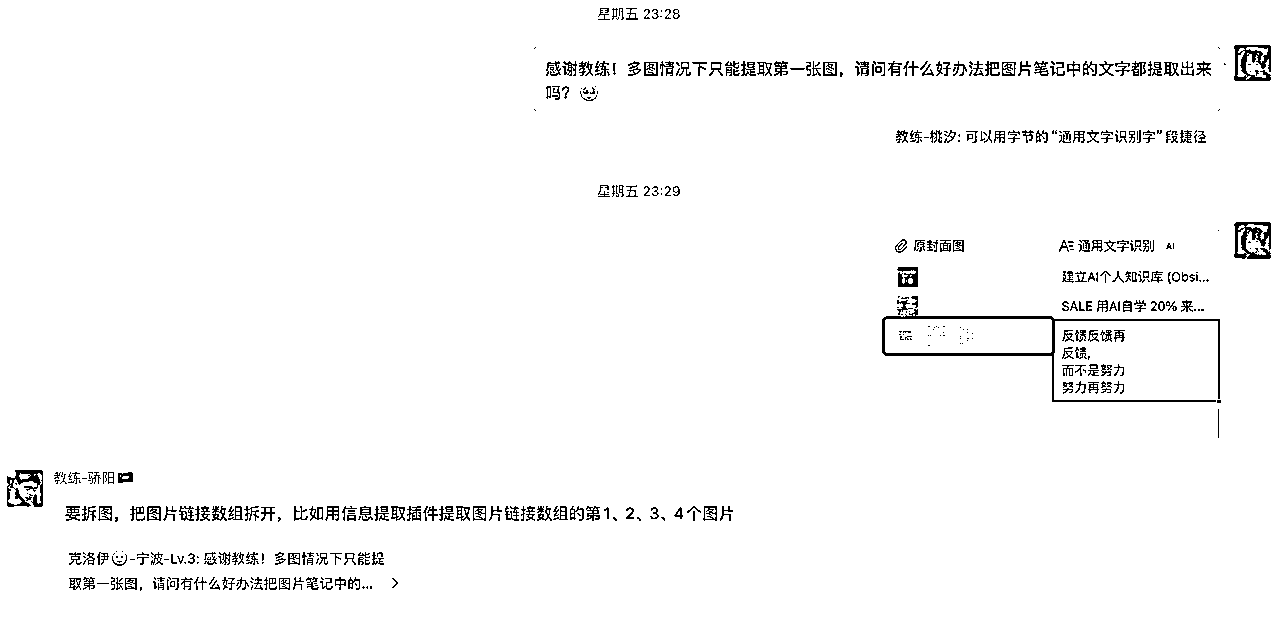 星期五 23:28
感谢教练！多图情况下只能提取第一张图，请问有什么好办法把图片笔记中的文字都提取出来
吗？
教练-桃汐: 可以用字节的“通用文字识别字”段捷径
星期五 23:29
原封面图 通用文字识别 AI
建立AI个人知识库 (Obsi...
SALE 用AI自学 20% 来...
反馈反馈再
反馈,
而不是努力
努力再努力
教练-骄阳
要拆图，把图片链接数组拆开，比如用信息提取插件提取图片链接数组的第1、2、3、4个图片
克洛伊-宁波-Lv.3: 感谢教练！多图情况下只能提
取第一张图，请问有什么好办法把图片笔记中的...